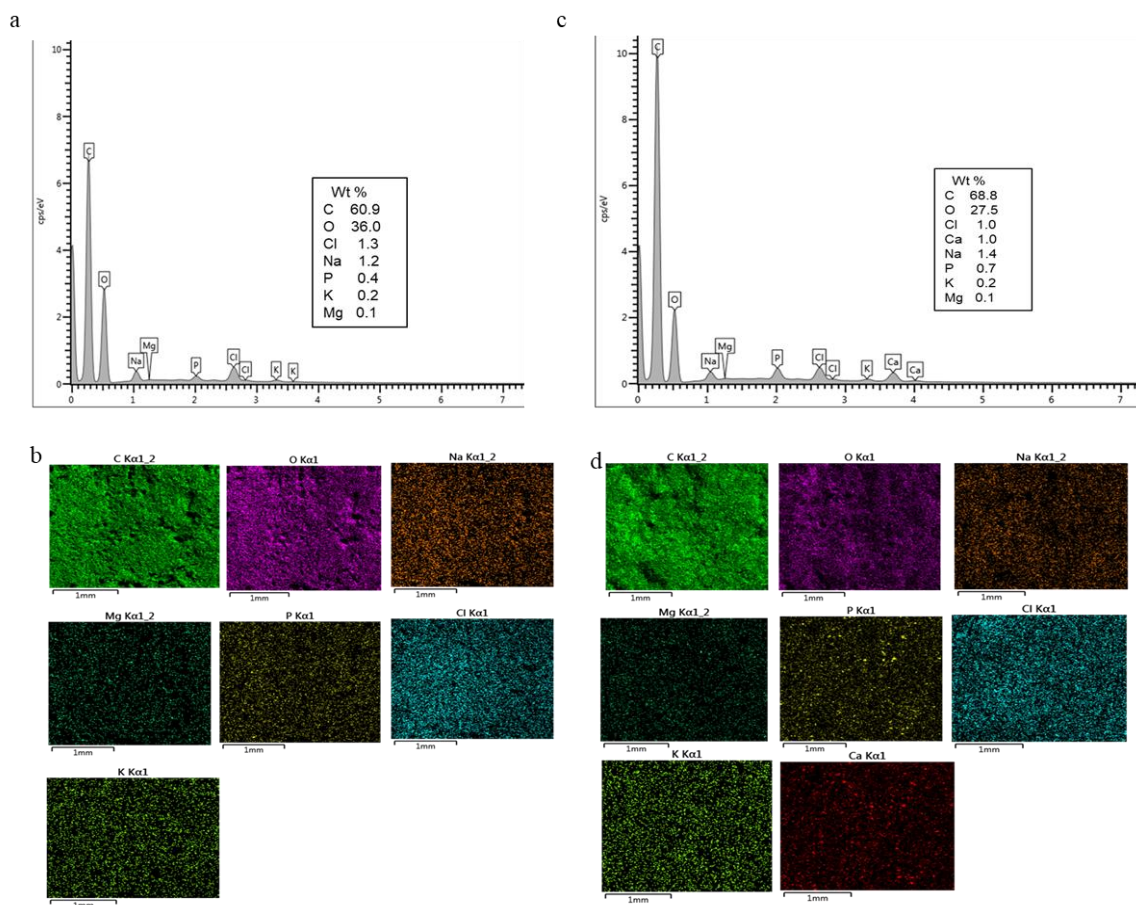 a
c
10
8
6
4
2
0
cps/eV
C
O
Na
Mg
P
Cl
Cl
K
K
0 1 2 3 4 5 6 7
Wt %
C 60.9
O 36.0
Cl 1.3
Na 1.2
P 0.4
K 0.2
Mg 0.1
10
8
6
4
2
0
cps/eV
C
O
Na
Mg
P
Cl
Cl
K
Ca
Ca
0 1 2 3 4 5 6 7
Wt %
C 68.8
O 27.5
Cl 1.0
Ca 1.0
Na 1.4
P 0.7
K 0.2
Mg 0.1
b
C Kα1_2
O Kα1
Na Kα1_2
1mm
1mm
1mm
Mg Kα1_2
P Kα1
Cl Kα1
1mm
1mm
1mm
K Kα1
1mm
d
C Kα1_2
O Kα1
Na Kα1_2
1mm
1mm
1mm
Mg Kα1_2
P Kα1
Cl Kα1
1mm
1mm
1mm
K Kα1
Ca Kα1
1mm
1mm